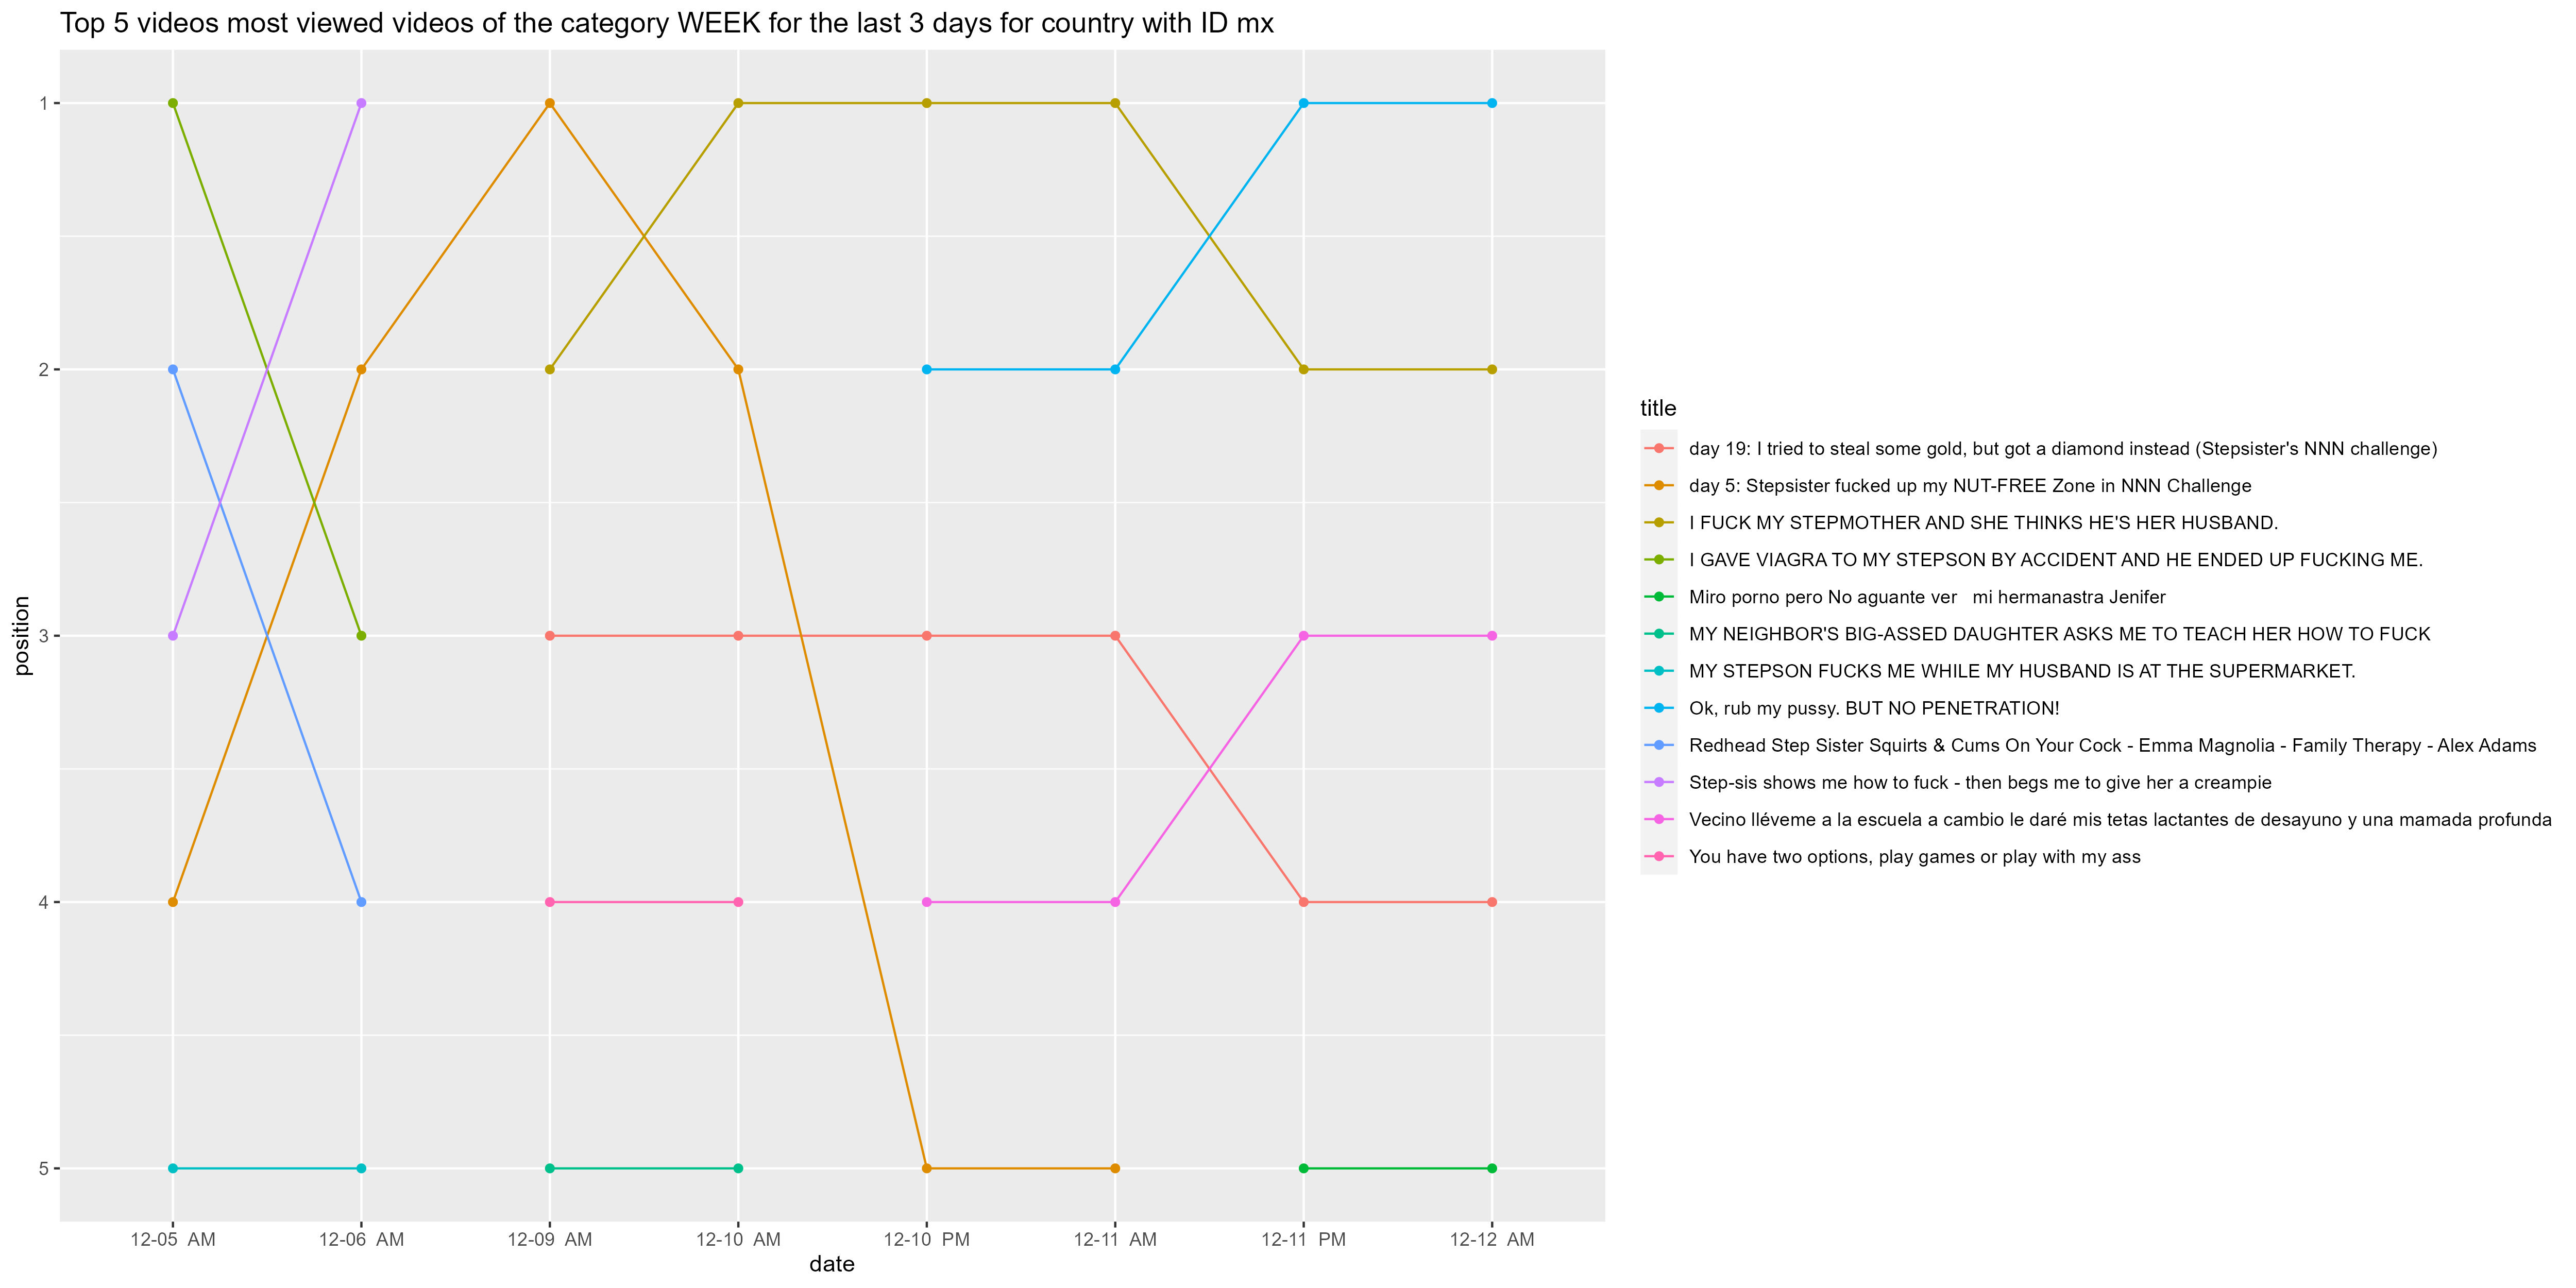 Top 5 videos most viewed videos of the category WEEK for the last 3 days for country with ID mx
1
2
3
4
5
position
12-05 AM
12-06 AM
12-09 AM
12-10 AM
12-10 PM
12-11 AM
12-11 PM
12-12 AM
date
title
day 19: I tried to steal some gold, but got a diamond instead (Stepsister's NNN challenge)
day 5: Stepsister fucked up my NUT-FREE Zone in NNN Challenge
I FUCK MY STEPMOTHER AND SHE THINKS HE'S HER HUSBAND.
I GAVE VIAGRA TO MY STEPSON BY ACCIDENT AND HE ENDED UP FUCKING ME.
Miro porno pero No aguante ver   mi hermanastra Jenifer
MY NEIGHBOR'S BIG-ASSED DAUGHTER ASKS ME TO TEACH HER HOW TO FUCK
MY STEPSON FUCKS ME WHILE MY HUSBAND IS AT THE SUPERMARKET.
Ok, rub my pussy. BUT NO PENETRATION!
Redhead Step Sister Squirts & Cums On Your Cock - Emma Magnolia - Family Therapy - Alex Adams
Step-sis shows me how to fuck - then begs me to give her a creampie
Vecino lléveme a la escuela a cambio le daré mis tetas lactantes de desayuno y una mamada profunda
You have two options, play games or play with my ass